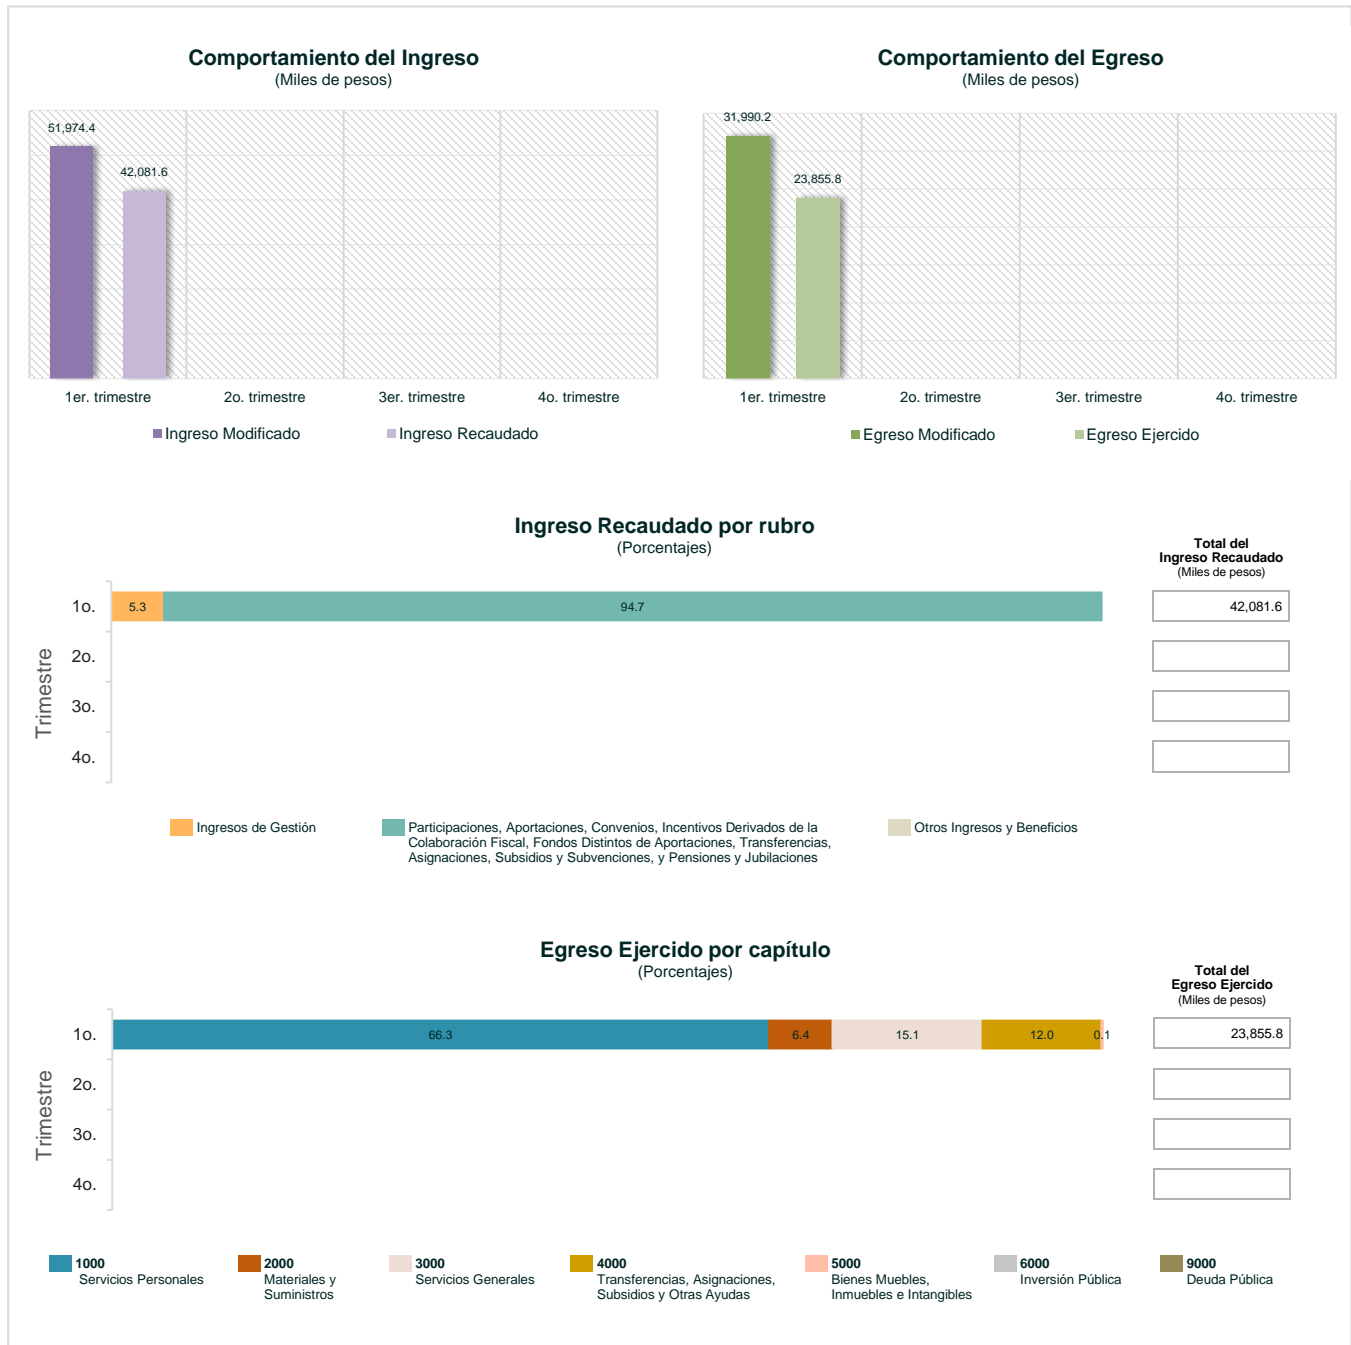 Comportamiento del Ingreso
(Miles de pesos)
51,974.4
42,081.6
1er. trimestre
2o. trimestre
3er. trimestre
4o. trimestre
Ingreso Modificado
Ingreso Recaudado
Comportamiento del Egreso
(Miles de pesos)
31,990.2
23,855.8
1er. trimestre
2o. trimestre
3er. trimestre
4o. trimestre
Egreso Modificado
Egreso Ejercido
Ingreso Recaudado por rubro
(Porcentajes)
Total del
Ingreso Recaudado
(Miles de pesos)
Trimestre
1o.
5.3
94.7
42,081.6
2o.
3o.
4o.
Ingresos de Gestión
Participaciones, Aportaciones, Convenios, Incentivos Derivados de la
Colaboración Fiscal, Fondos Distintos de Aportaciones, Transferencias,
Asignaciones, Subsidios y Subvenciones, y Pensiones y Jubilaciones
Otros Ingresos y Beneficios
Egreso Ejercido por capítulo
(Porcentajes)
Total del
Egreso Ejercido
(Miles de pesos)
Trimestre
1o.
66.3
6.4
15.1
12.0
0.1
23,855.8
2o.
3o.
4o.
1000
Servicios Personales
2000
Materiales y
Suministros
3000
Servicios Generales
4000
Transferencias, Asignaciones,
Subsidios y Otras Ayudas
5000
Bienes Muebles,
Inmuebles e Intangibles
6000
Inversión Pública
9000
Deuda Pública